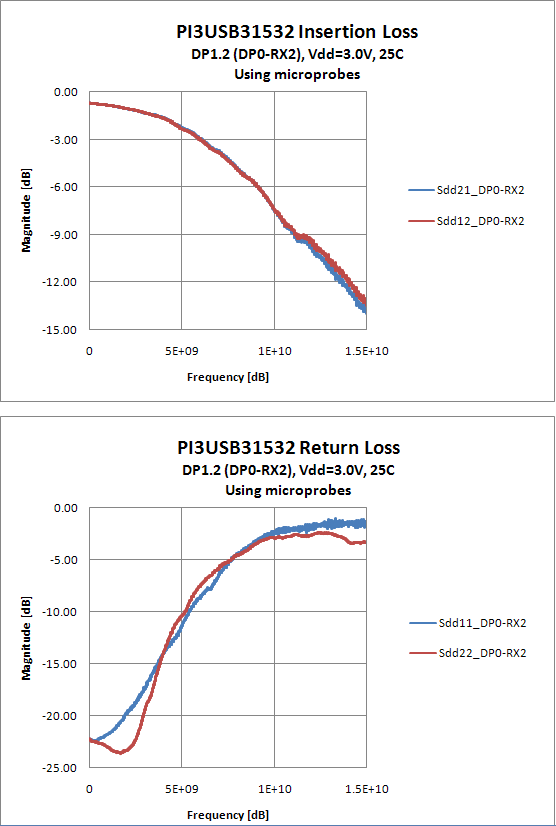 PI3USB31532 Insertion Loss
DP1.2 (DP0-RX2), Vdd=3.0V, 25C
Using microprobes
0.00
-3.00
-6.00
-9.00
-12.00
-15.00
Magnitude [dB]
0
5E+09
1E+10
1.5E+10
Frequency [dB]
Sdd21_DP0-RX2
Sdd12_DP0-RX2
PI3USB31532 Return Loss
DP1.2 (DP0-RX2), Vdd=3.0V, 25C
Using microprobes
0.00
-5.00
-10.00
-15.00
-20.00
-25.00
Magnitude [dB]
0
5E+09
1E+10
1.5E+10
Frequency [dB]
Sdd11_DP0-RX2
Sdd22_DP0-RX2